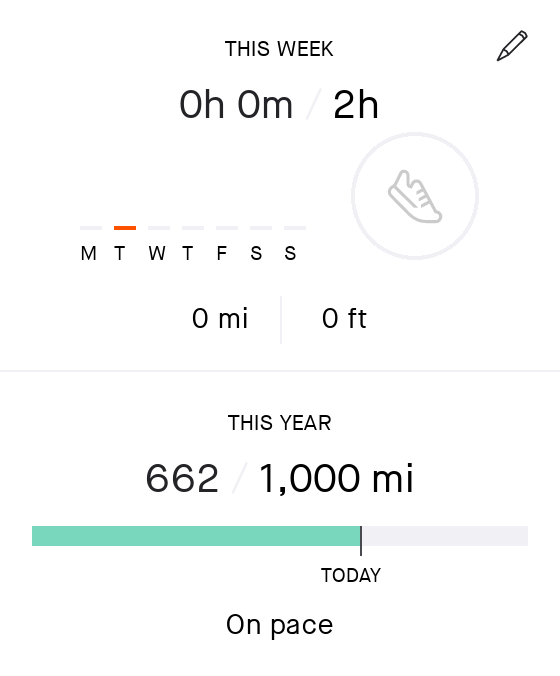 THIS WEEK
0h 0m / 2h
M T W T F S S
0 mi 0 ft
THIS YEAR
662 / 1,000 mi
TODAY
On pace